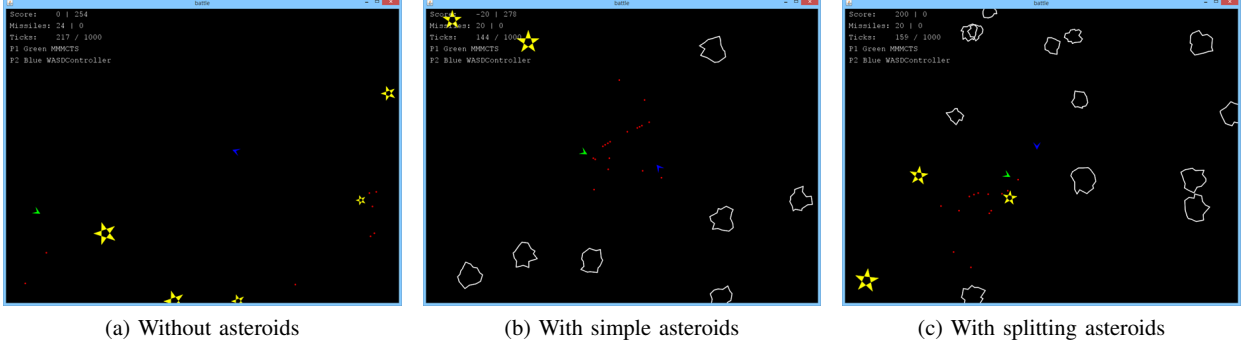 battle
Score: 0 | 254
Missiles: 24 | 0
Ticks: 217 / 1000
P1 Green MMMCTS
P2 Blue WASDController
battle
Score: -20 | 278
Missiles: 20 | 0
Ticks: 144 / 1000
P1 Green MMMCTS
P2 Blue WASDController
battle
Score: 200 | 0
Missiles: 20 | 0
Ticks: 159 / 1000
P1 Green MMMCTS
P2 Blue WASDController
(a) Without asteroids
(b) With simple asteroids
(c) With splitting asteroids